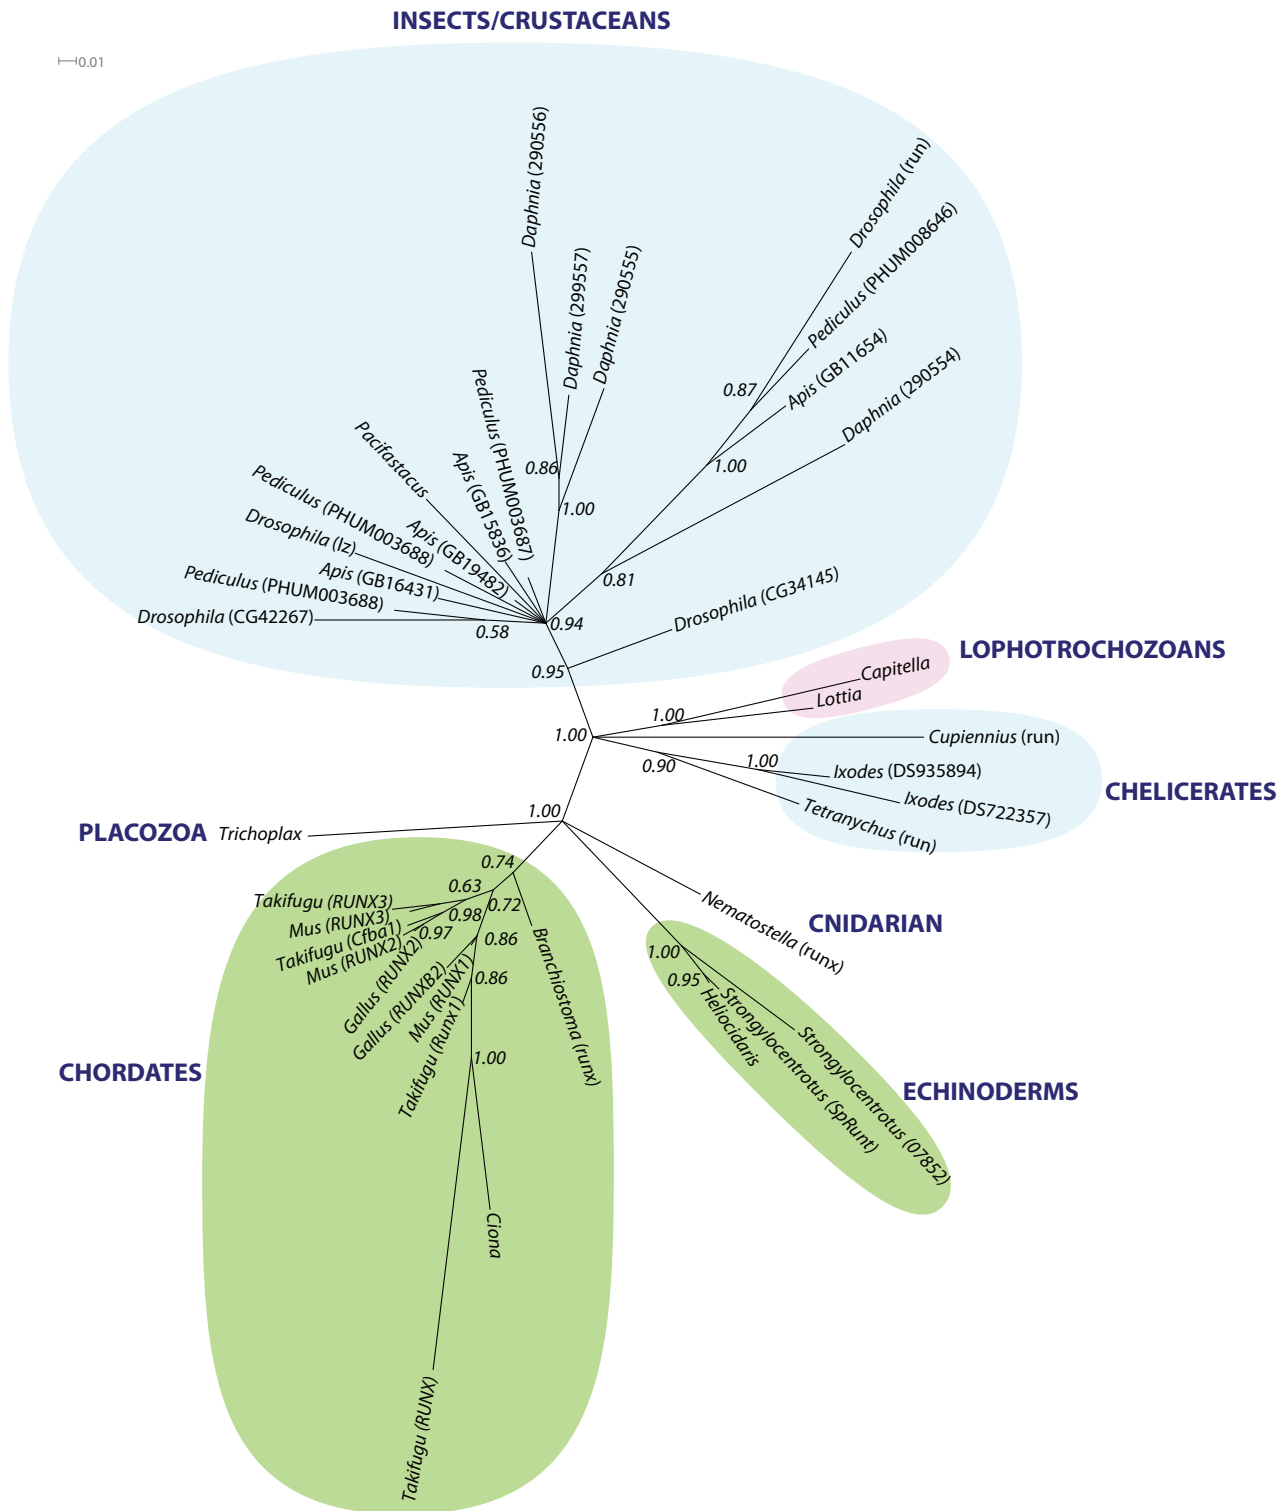 INSECTS/CRUSTACEANS
0.01
Daphnia (290556)
Drosophila (run)
Daphnia (299557)
Daphnia (290555)
Pediculus (PHUM008646)
Apis (GB11654)
Daphnia (290554)
0.87
Pediculus (PHUM003687)
Pacifastacus
Apis (GB15836)
0.86
1.00
1.00
Pediculus (PHUM003688)
Drosophila (lz)
Apis (GB19482)
Apis (GB16431)
Pediculus (PHUM003688)
Drosophila (CG42267)
0.58
0.94
0.81
Drosophila (CG34145)
0.95
LOPHOTROCHOZOANS
Capitella
Lottia
1.00
1.00
Cupiennius (run)
0.90
1.00
Ixodes (DS935894)
Ixodes (DS722357)
Tetranychus (run)
CHELICERATES
1.00
PLACOZOA
Trichoplax
0.74
0.63
0.72
Takifugu (RUNX3)
Mus (RUNX3)
0.98
Takifugu (Cfba1)
0.97
Mus (RUNX2)
Gallus (RUNX2)
0.86
Gallus (RUNXB2)
Mus (RUNX1)
0.86
Takifugu (Runx1)
Branchiostoma (runx)
Nematostella (runx)
CNIDARIAN
1.00
0.95
Heliocidaris
Strongylocentrotus (SpRunt)
Strongylocentrotus (07852)
ECHINODERMS
CHORDATES
1.00
Ciona
Takifugu (RUNX)